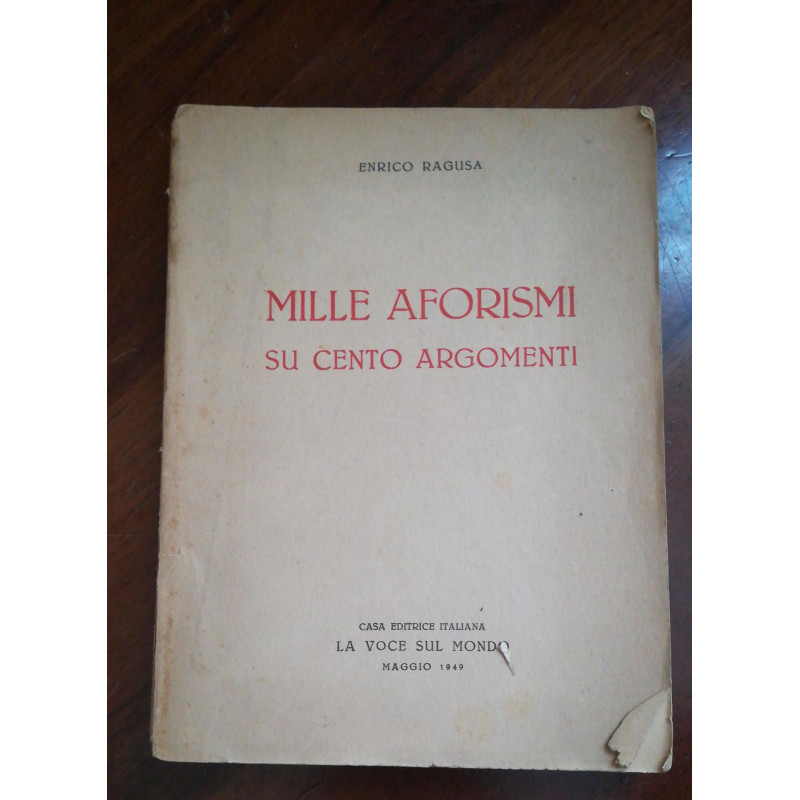 ENRICO RAGUSA
MILLE AFORISMI
SU CENTO ARGOMENTI
CASA EDITRICE ITALIANA
LA VOCE SUL MONDO
MAGGIO 1949